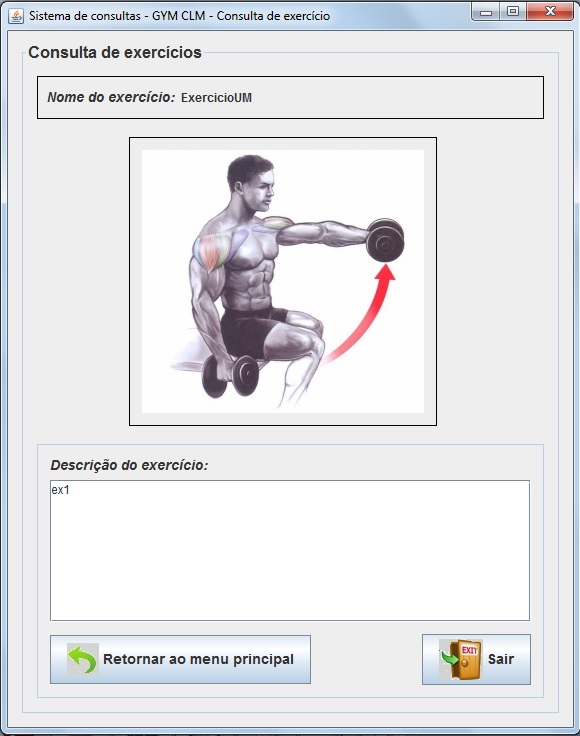 Sistema de consultas - GYM CLM - Consulta de exercício
Consulta de exercícios
Nome do exercício: ExercicioUM
Descrição do exercício:
ex1
Retornar ao menu principal
EXIT
Sair